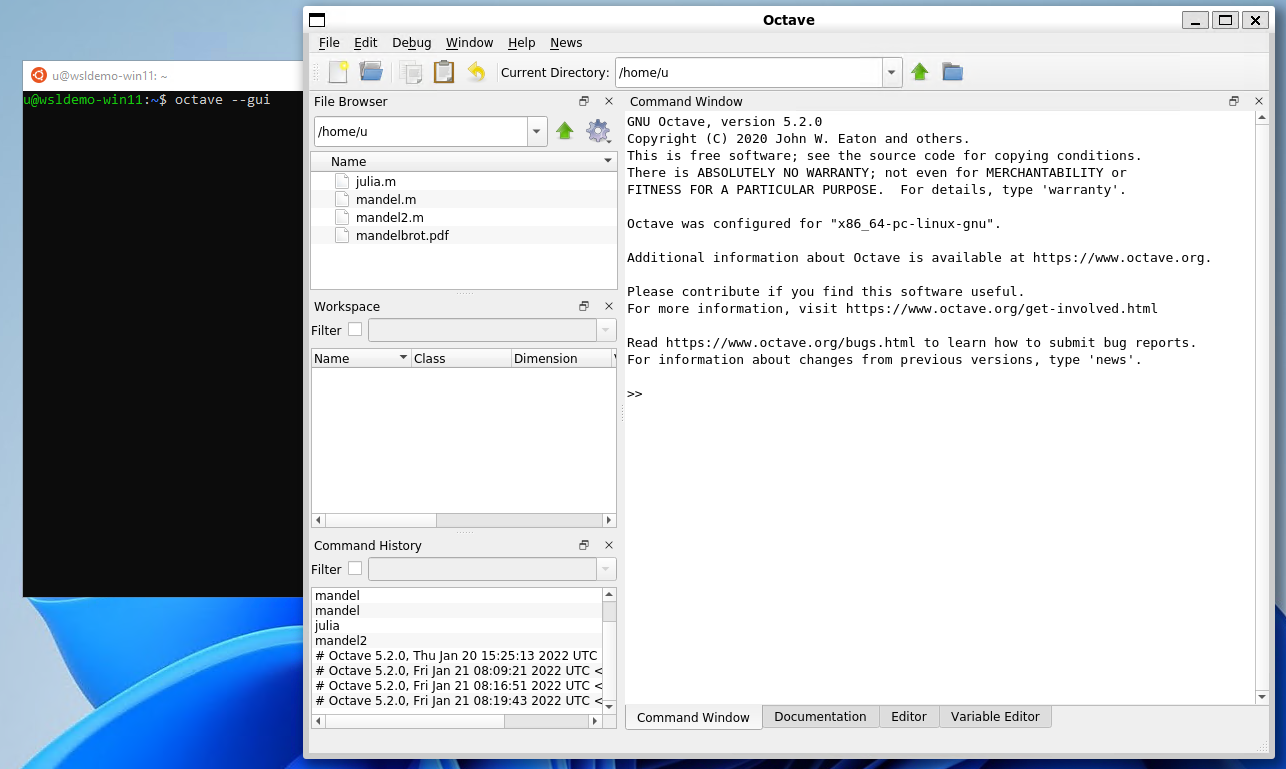 u@wsldemo-win11: ~
u@wsldemo-win11:~$ octave --gui
Octave
File Edit Debug Window Help News
Current Directory: /home/u
File Browser
/home/u
Name
julia.m
mandel.m
mandel2.m
mandelbrot.pdf
Workspace
Filter
Name Class Dimension
Command History
Filter
mandel
mandel
julia
mandel2
# Octave 5.2.0, Thu Jan 20 15:25:13 2022 UTC
# Octave 5.2.0, Fri Jan 21 08:09:21 2022 UTC <
# Octave 5.2.0, Fri Jan 21 08:16:51 2022 UTC <
# Octave 5.2.0, Fri Jan 21 08:19:43 2022 UTC <
Command Window
GNU Octave, version 5.2.0
Copyright (C) 2020 John W. Eaton and others.
This is free software; see the source code for copying conditions.
There is ABSOLUTELY NO WARRANTY; not even for MERCHANTABILITY or
FITNESS FOR A PARTICULAR PURPOSE.  For details, type 'warranty'.
Octave was configured for "x86_64-pc-linux-gnu".
Additional information about Octave is available at https://www.octave.org.
Please contribute if you find this software useful.
For more information, visit https://www.octave.org/get-involved.html
Read https://www.octave.org/bugs.html to learn how to submit bug reports.
For information about changes from previous versions, type 'news'.
>>
Command Window Documentation Editor Variable Editor